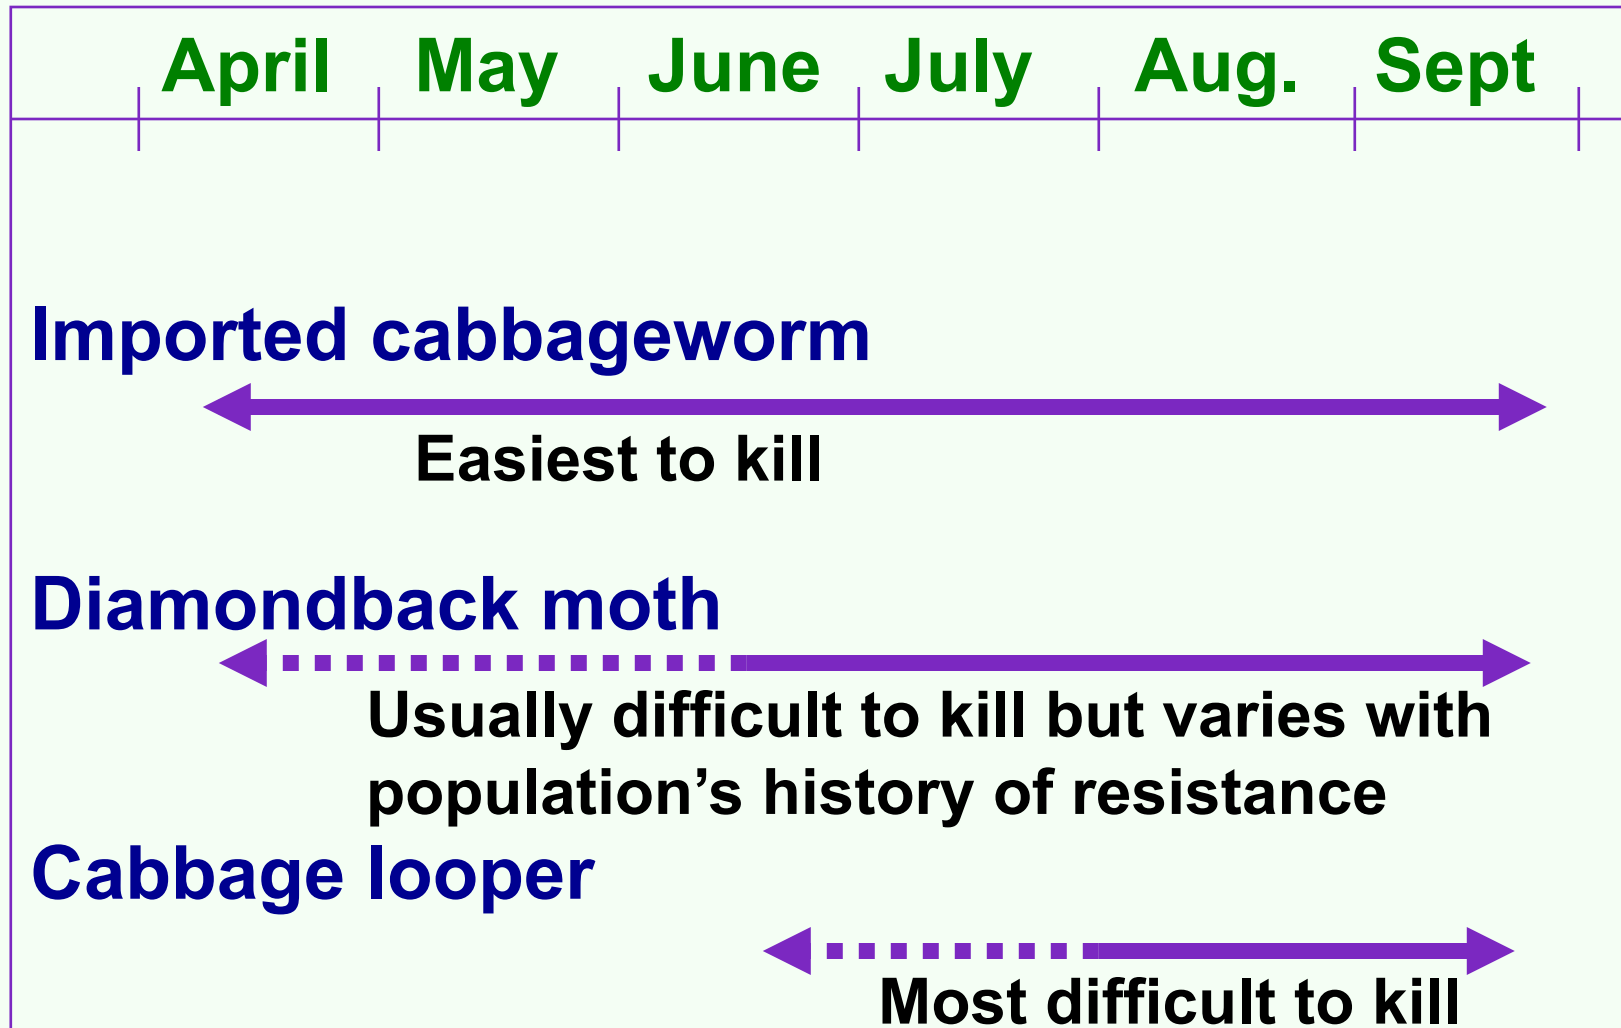 April May June July Aug. Sept
Imported cabbageworm
Easiest to kill
Diamondback moth
Usually difficult to kill but varies with
population’s history of resistance
Cabbage looper
Most difficult to kill